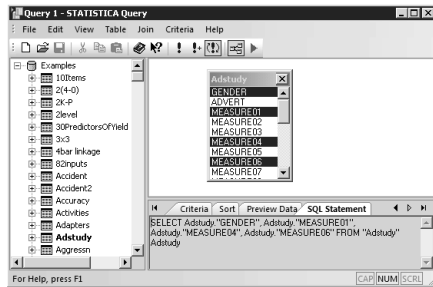 Query 1 - STATISTICA Query
File Edit View Table Join Criteria Help
Examples
10Items
2(4-0)
2K-P
2level
30PredictorsOfYield
3x3
4bar linkage
82inputs
Accident
Accident2
Accuracy
Activities
Adapters
Adstudy
Aggressn
Adstudy
GENDER
ADVERT
MEASURE01
MEASURE02
MEASURE03
MEASURE04
MEASURE05
MEASURE06
MEASURE07
Criteria Sort Preview Data SQL Statement
SELECT Adstudy."GENDER", Adstudy."MEASURE01",
Adstudy."MEASURE04", Adstudy."MEASURE06" FROM "Adstudy"
Adstudy
For Help, press F1
CAP NUM SCRL